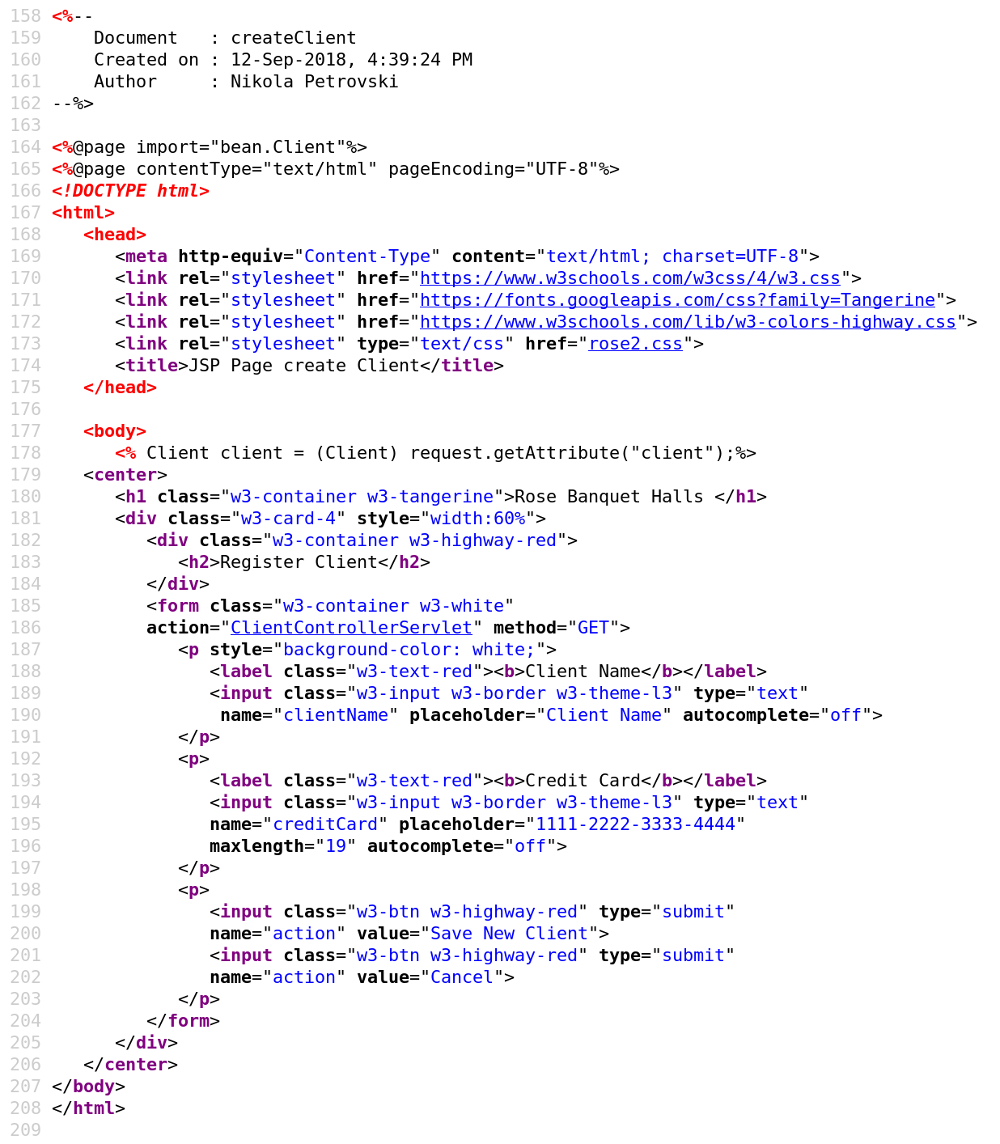 158 <%--
159     Document   : createClient
160     Created on : 12-Sep-2018, 4:39:24 PM
161     Author     : Nikola Petrovski
162 --%>
163
164 <%@page import="bean.Client"%>
165 <%@page contentType="text/html" pageEncoding="UTF-8"%>
166 <!DOCTYPE html>
167 <html>
168    <head>
169       <meta http-equiv="Content-Type" content="text/html; charset=UTF-8">
170       <link rel="stylesheet" href="https://www.w3schools.com/w3css/4/w3.css">
171       <link rel="stylesheet" href="https://fonts.googleapis.com/css?family=Tangerine">
172       <link rel="stylesheet" href="https://www.w3schools.com/lib/w3-colors-highway.css">
173       <link rel="stylesheet" type="text/css" href="rose2.css">
174       <title>JSP Page create Client</title>
175    </head>
176
177    <body>
178       <% Client client = (Client) request.getAttribute("client");%>
179    <center>
180       <h1 class="w3-container w3-tangerine">Rose Banquet Halls </h1>
181       <div class="w3-card-4" style="width:60%">
182          <div class="w3-container w3-highway-red">
183             <h2>Register Client</h2>
184          </div>
185          <form class="w3-container w3-white"
186          action="ClientControllerServlet" method="GET">
187             <p style="background-color: white;">
188                <label class="w3-text-red"><b>Client Name</b></label>
189                <input class="w3-input w3-border w3-theme-l3" type="text"
190                 name="clientName" placeholder="Client Name" autocomplete="off">
191             </p>
192             <p>
193                <label class="w3-text-red"><b>Credit Card</b></label>
194                <input class="w3-input w3-border w3-theme-l3" type="text"
195                name="creditCard" placeholder="1111-2222-3333-4444"
196                maxlength="19" autocomplete="off">
197             </p>
198             <p>
199                <input class="w3-btn w3-highway-red" type="submit"
200                name="action" value="Save New Client">
201                <input class="w3-btn w3-highway-red" type="submit"
202                name="action" value="Cancel">
203             </p>
204          </form>
205       </div>
206    </center>
207 </body>
208 </html>
209